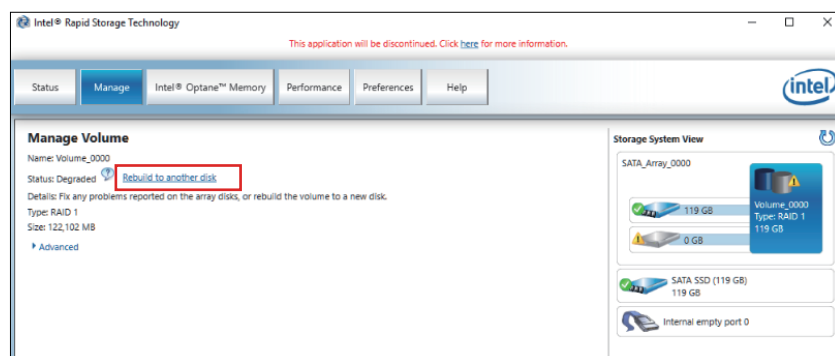 Intel® Rapid Storage Technology
This application will be discontinued. Click here for more information.
Status
Manage
Intel® Optane™ Memory
Performance
Preferences
Help
intel
Manage Volume
Name: Volume_0000
Status: Degraded ? Rebuild to another disk
Details: Fix any problems reported on the array disks, or rebuild the volume to a new disk.
Type: RAID 1
Size: 122,102 MB
Advanced
Storage System View
SATA_Array_0000
119 GB
0 GB
Volume_0000
Type: RAID 1
119 GB
SATA SSD (119 GB)
119 GB
Internal empty port 0